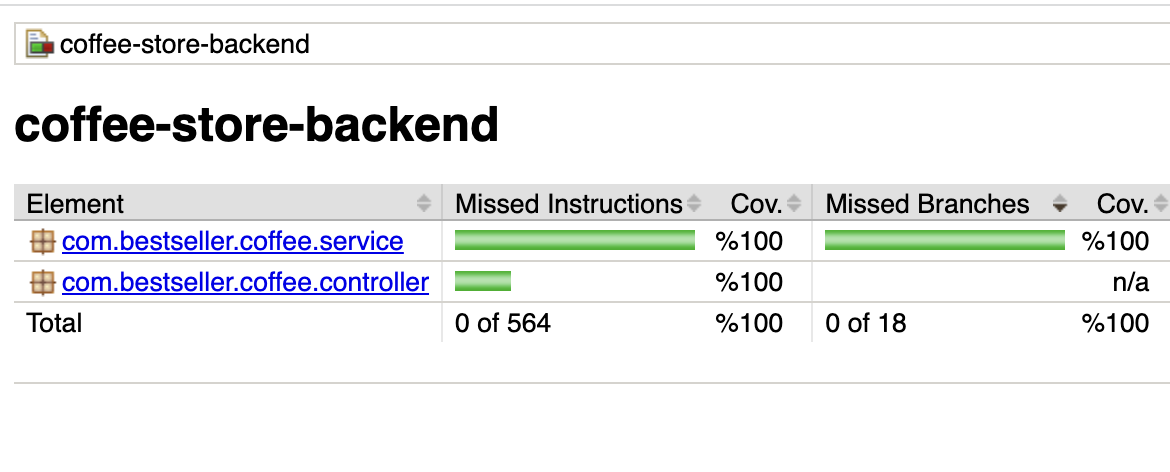 coffee-store-backend
coffee-store-backend
Element Missed Instructions Cov. Missed Branches Cov.
com.bestseller.coffee.service %100 %100
com.bestseller.coffee.controller %100 n/a
Total 0 of 564 %100 0 of 18 %100